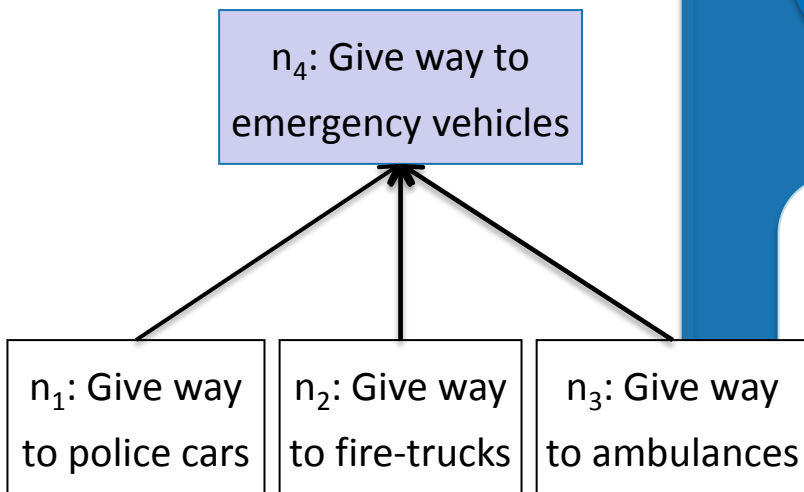 n₄: Give way to
emergency vehicles
n₁: Give way
to police cars
n₂: Give way
to fire-trucks
n₃: Give way
to ambulances